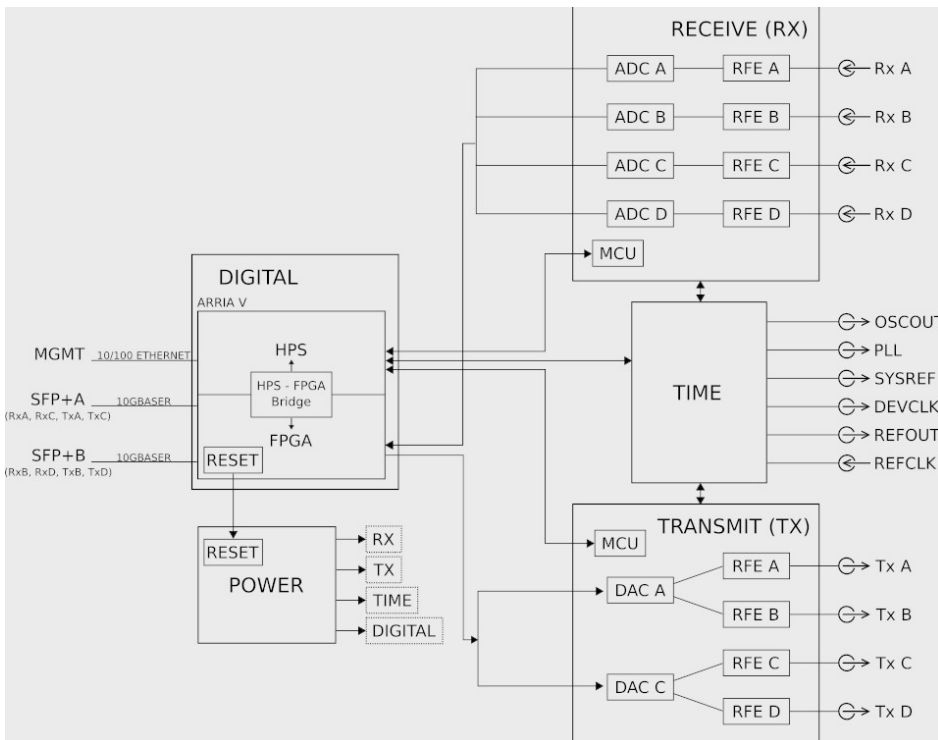 RECEIVE (RX)
ADC A
RFE A
Rx A
ADC B
RFE B
Rx B
ADC C
RFE C
Rx C
ADC D
RFE D
Rx D
MCU
DIGITAL
ARRIA V
HPS
HPS - FPGA
Bridge
FPGA
RESET
MGMT
10/100 ETHERNET
SFP+A
10GBASER
(RxA, RxC, TxA, TxC)
SFP+B
10GBASER
(RxB, RxD, TxB, TxD)
TIME
OSCOUT
PLL
SYSREF
DEVCLK
REFOUT
REFCLK
RESET
POWER
RX
TX
TIME
DIGITAL
TRANSMIT (TX)
MCU
DAC A
RFE A
Tx A
RFE B
Tx B
DAC C
RFE C
Tx C
RFE D
Tx D